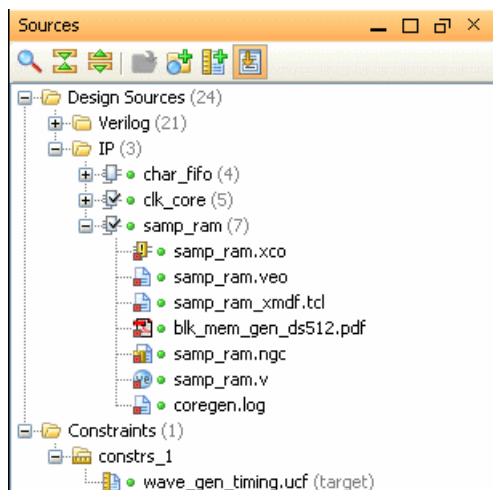 Sources
Design Sources (24)
Verilog (21)
IP (3)
char_fifo (4)
clk_core (5)
samp_ram (7)
samp_ram.xco
samp_ram.veo
samp_ram_xmdf.tcl
blk_mem_gen_ds512.pdf
samp_ram.ngc
samp_ram.v
coregen.log
Constraints (1)
constrs_1
wave_gen_timing.ucf (target)